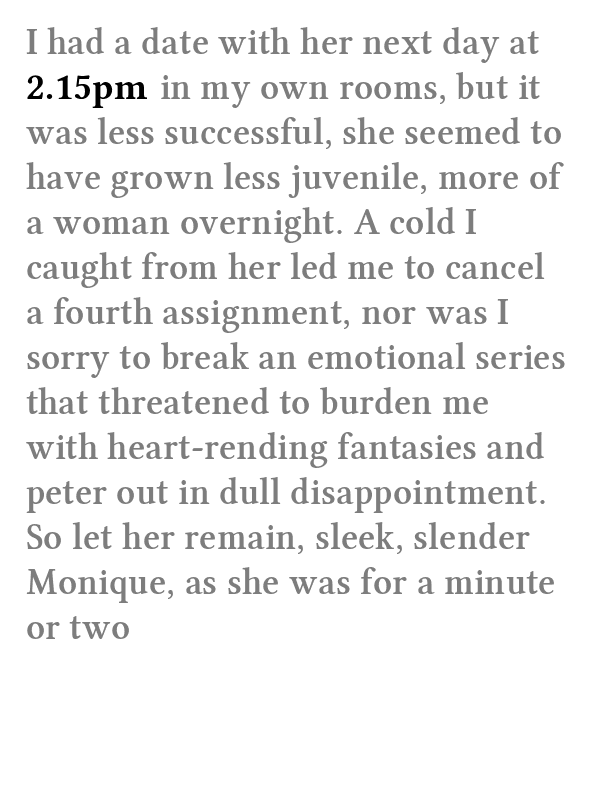 I had a date with her next day at
2.15pm in my own rooms, but it
was less successful, she seemed to
have grown less juvenile, more of
a woman overnight. A cold I
caught from her led me to cancel
a fourth assignment, nor was I
sorry to break an emotional series
that threatened to burden me
with heart-rending fantasies and
peter out in dull disappointment.
So let her remain, sleek, slender
Monique, as she was for a minute
or two